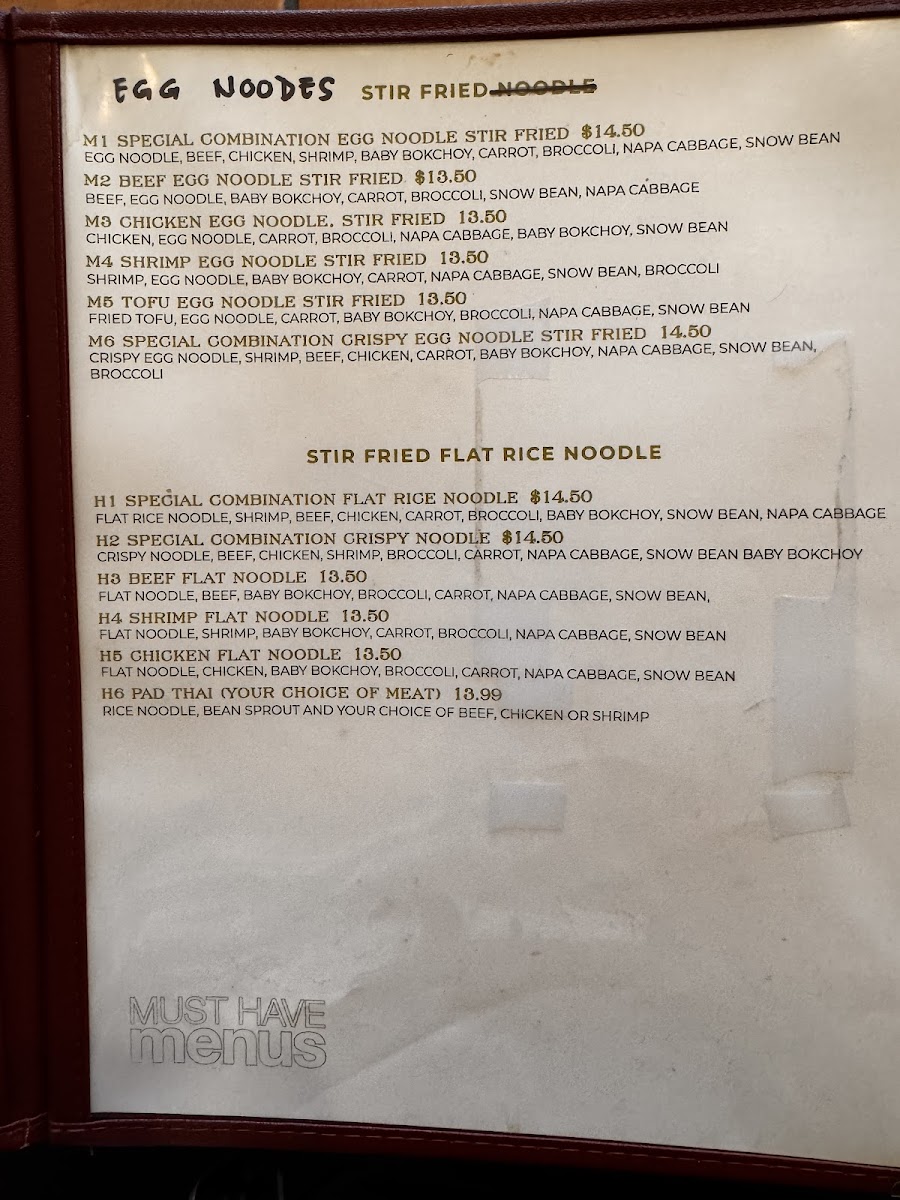 EGG NOODES STIR FRIED NOODLE
M1 SPECIAL COMBINATION EGG NOODLE STIR FRIED $14.50
EGG NOODLE, BEEF, CHICKEN, SHRIMP, BABY BOKCHOY, CARROT, BROCCOLI, NAPA CABBAGE, SNOW BEAN
M2 BEEF EGG NOODLE STIR FRIED $13.50
BEEF, EGG NOODLE, BABY BOKCHOY, CARROT, BROCCOLI, SNOW BEAN, NAPA CABBAGE
M3 CHICKEN EGG NOODLE. STIR FRIED 13.50
CHICKEN, EGG NOODLE, CARROT, BROCCOLI, NAPA CABBAGE, BABY BOKCHOY, SNOW BEAN
M4 SHRIMP EGG NOODLE STIR FRIED 13.50
SHRIMP, EGG NOODLE, BABY BOKCHOY, CARROT, NAPA CABBAGE, SNOW BEAN, BROCCOLI
M5 TOFU EGG NOODLE STIR FRIED 13.50
FRIED TOFU, EGG NOODLE, CARROT, BABY BOKCHOY, BROCCOLI, NAPA CABBAGE, SNOW BEAN
M6 SPECIAL COMBINATION CRISPY EGG NOODLE STIR FRIED 14.50
CRISPY EGG NOODLE, SHRIMP, BEEF, CHICKEN, CARROT, BABY BOKCHOY, NAPA CABBAGE, SNOW BEAN,
BROCCOLI
STIR FRIED FLAT RICE NOODLE
H1 SPECIAL COMBINATION FLAT RICE NOODLE $14.50
FLAT RICE NOODLE, SHRIMP, BEEF, CHICKEN, CARROT, BROCCOLI, BABY BOKCHOY, SNOW BEAN, NAPA CABBAGE
H2 SPECIAL COMBINATION CRISPY NOODLE $14.50
CRISPY NOODLE, BEEF, CHICKEN, SHRIMP, BROCCOLI, CARROT, NAPA CABBAGE, SNOW BEAN BABY BOKCHOY
H3 BEEF FLAT NOODLE 13.50
FLAT NOODLE, BEEF, BABY BOKCHOY, BROCCOLI, CARROT, NAPA CABBAGE, SNOW BEAN,
H4 SHRIMP FLAT NOODLE 13.50
FLAT NOODLE, SHRIMP, BABY BOKCHOY, CARROT, BROCCOLI, NAPA CABBAGE, SNOW BEAN
H5 CHICKEN FLAT NOODLE 13.50
FLAT NOODLE, CHICKEN, BABY BOKCHOY, BROCCOLI, CARROT, NAPA CABBAGE, SNOW BEAN
H6 PAD THAI (YOUR CHOICE OF MEAT) 13.99
RICE NOODLE, BEAN SPROUT AND YOUR CHOICE OF BEEF, CHICKEN OR SHRIMP
MUST HAVE
menus